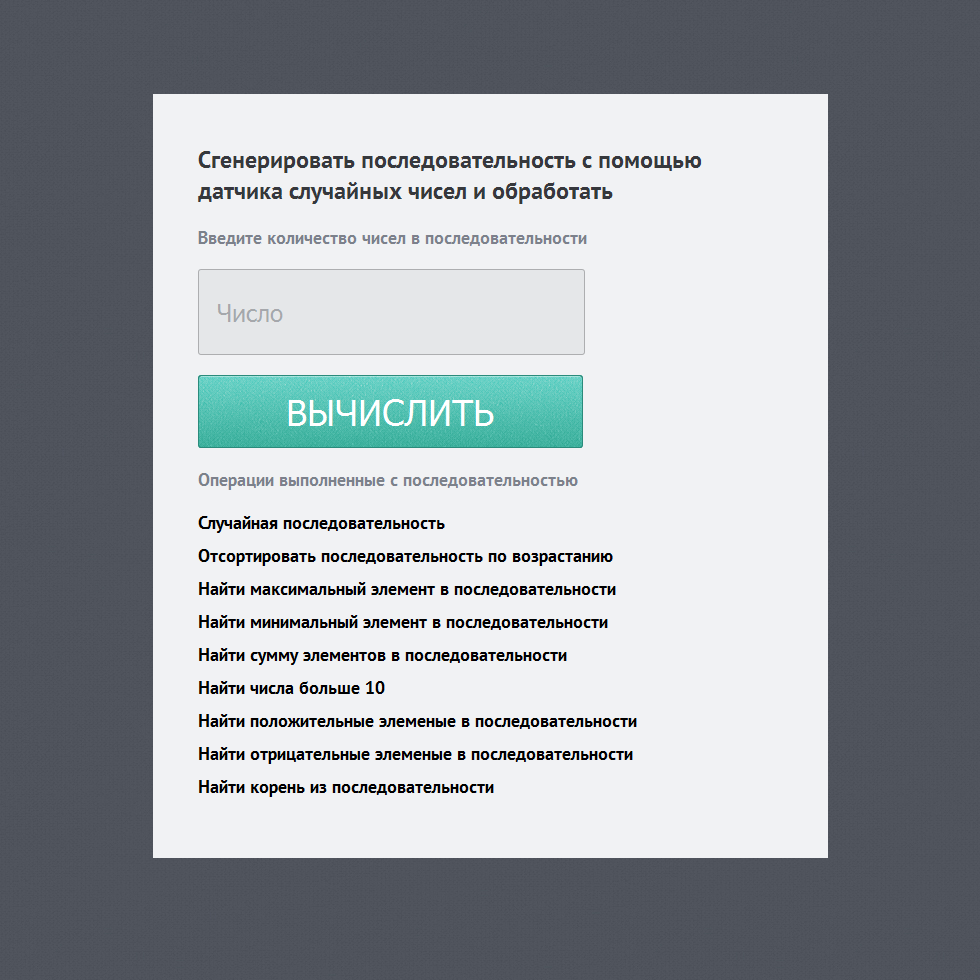 Сгенерировать последовательность с помощью
датчика случайных чисел и обработать
Введите количество чисел в последовательности
Число
ВЫЧИСЛИТЬ
Операции выполненные с последовательностью
Случайная последовательность
Отсортировать последовательность по возрастанию
Найти максимальный элемент в последовательности
Найти минимальный элемент в последовательности
Найти сумму элементов в последовательности
Найти числа больше 10
Найти положительные элеменые в последовательности
Найти отрицательные элеменые в последовательности
Найти корень из последовательности